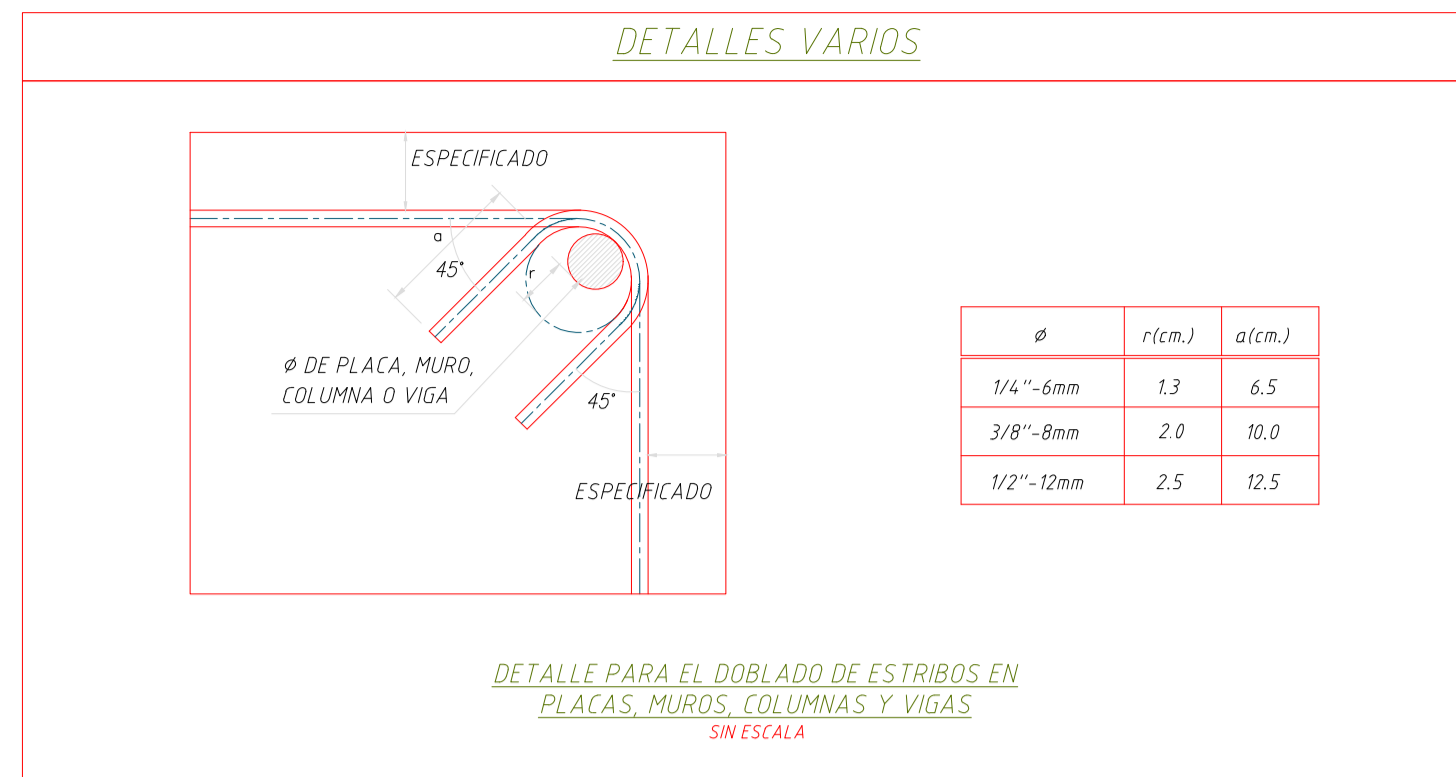 DETALLES VARIOS
ESPECIFICADO
a
45°
r
Ø DE PLACA, MURO,
COLUMNA O VIGA
45°
ESPECIFICADO
Ø r(cm.) a(cm.)
1/4''-6mm 1.3 6.5
3/8''-8mm 2.0 10.0
1/2''-12mm 2.5 12.5
DETALLE PARA EL DOBLADO DE ESTRIBOS EN
PLACAS, MUROS, COLUMNAS Y VIGAS
SIN ESCALA